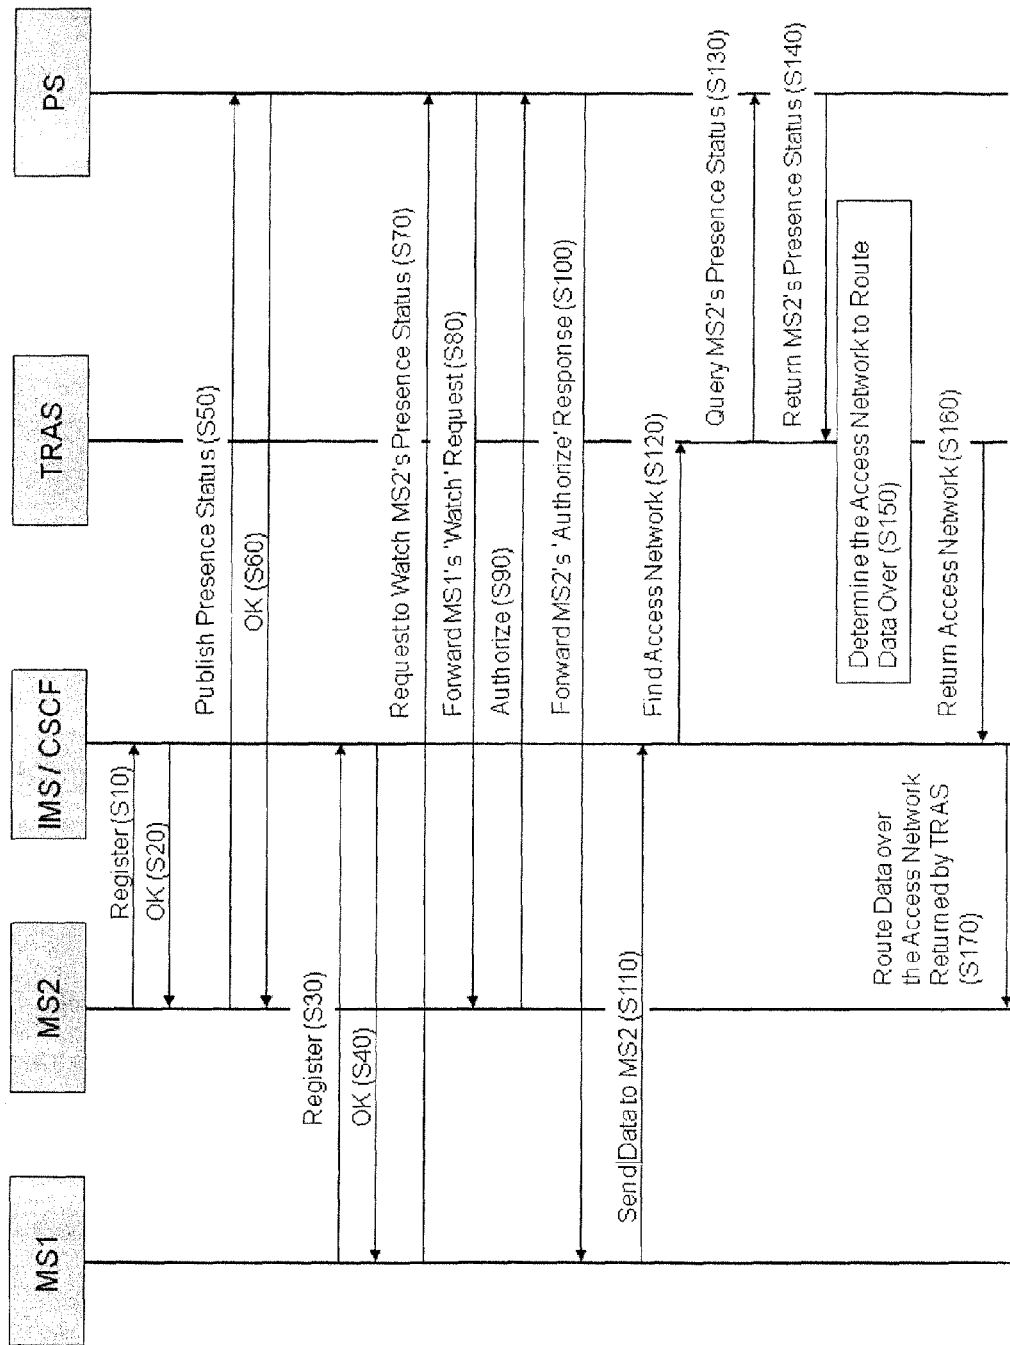 MS1
MS2
IMS/CSCF
TRAS
PS
Register (S10)
OK (S20)
Publish Presence Status (S50)
OK (S60)
Register (S30)
OK (S40)
Request to Watch MS2's Presence Status (S70)
Forward MS1's 'Watch' Request (S80)
Authorize (S90)
Forward MS2's 'Authorize' Response (S100)
Send Data to MS2 (S110)
Find Access Network (S120)
Query MS2's Presence Status (S130)
Return MS2's Presence Status (S140)
Determine the Access Network to Route
Data Over (S150)
Return Access Network (S160)
Route Data over
the Access Network
Returned by TRAS
(S170)